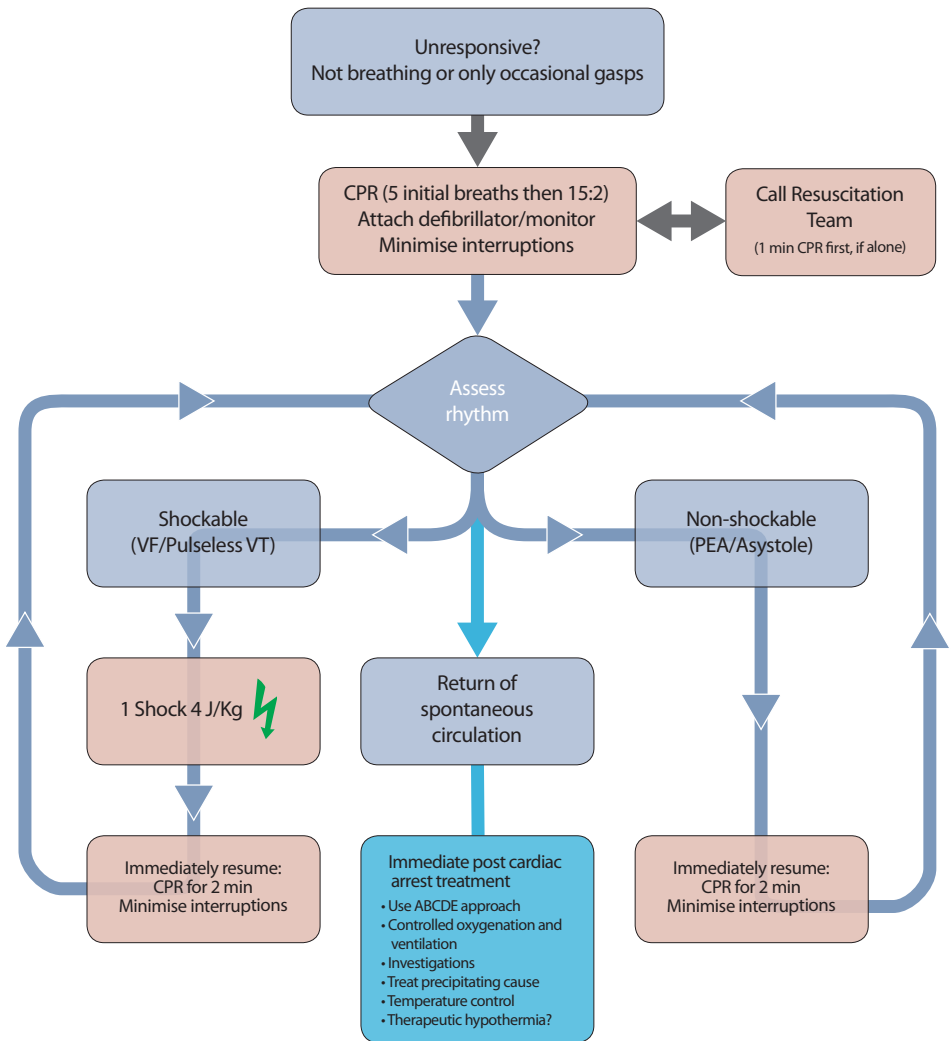 Unresponsive?
Not breathing or only occasional gasps
CPR (5 initial breaths then 15:2)
Attach defibrillator/monitor
Minimise interruptions
Call Resuscitation
Team
(1 min CPR first, if alone)
Assess
rhythm
Shockable
(VF/Pulseless VT)
Non-shockable
(PEA/Asystole)
1 Shock 4 J/Kg
Return of
spontaneous
circulation
Immediately resume:
CPR for 2 min
Minimise interruptions
Immediate post cardiac
arrest treatment
• Use ABCDE approach
• Controlled oxygenation and
ventilation
• Investigations
• Treat precipitating cause
• Temperature control
• Therapeutic hypothermia?
Immediately resume:
CPR for 2 min
Minimise interruptions